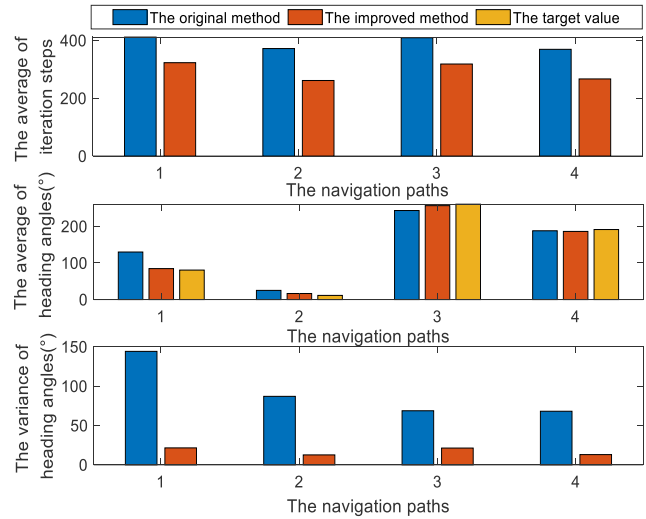 The original method The improved method The target value
The average of
iteration steps
400
200
0
1 2 3 4
The navigation paths
The average of
heading angles(°)
200
100
0
1 2 3 4
The navigation paths
The variance of
heading angles(°)
150
100
50
0
1 2 3 4
The navigation paths